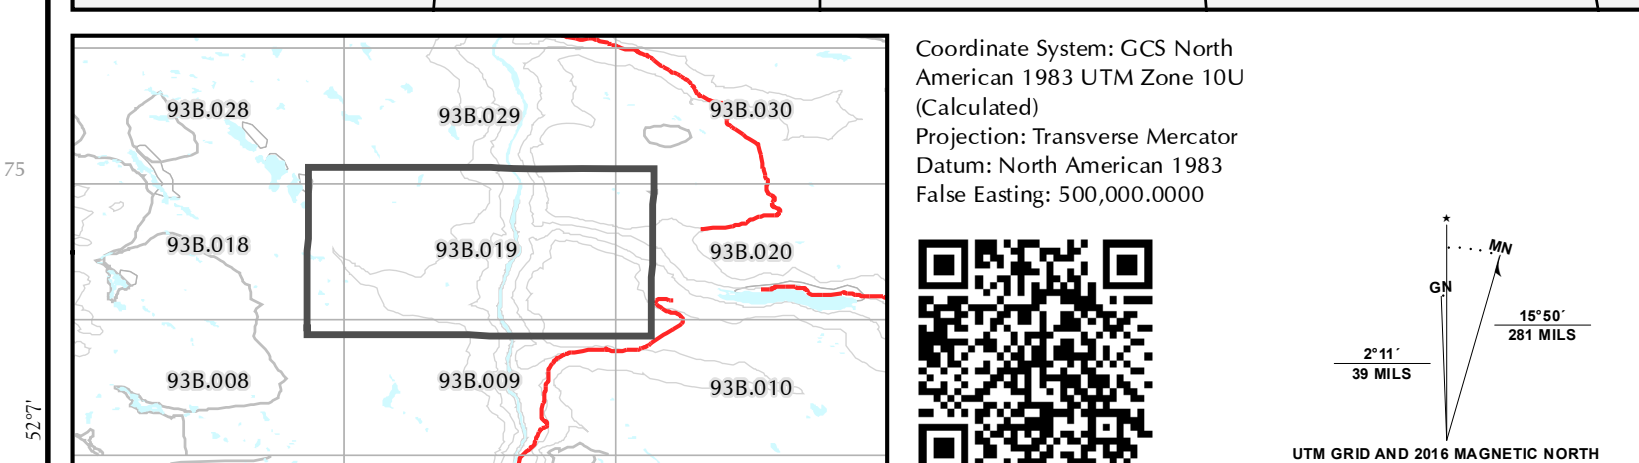 93B.028
93B.029
93B.030
75
93B.018
93B.019
93B.020
93B.008
93B.009
93B.010
52°7'
Coordinate System: GCS North
American 1983 UTM Zone 10U
(Calculated)
Projection: Transverse Mercator
Datum: North American 1983
False Easting: 500,000.0000
MN
GN
15°50´
281 MILS
2°11´
39 MILS
UTM GRID AND 2016 MAGNETIC NORTH